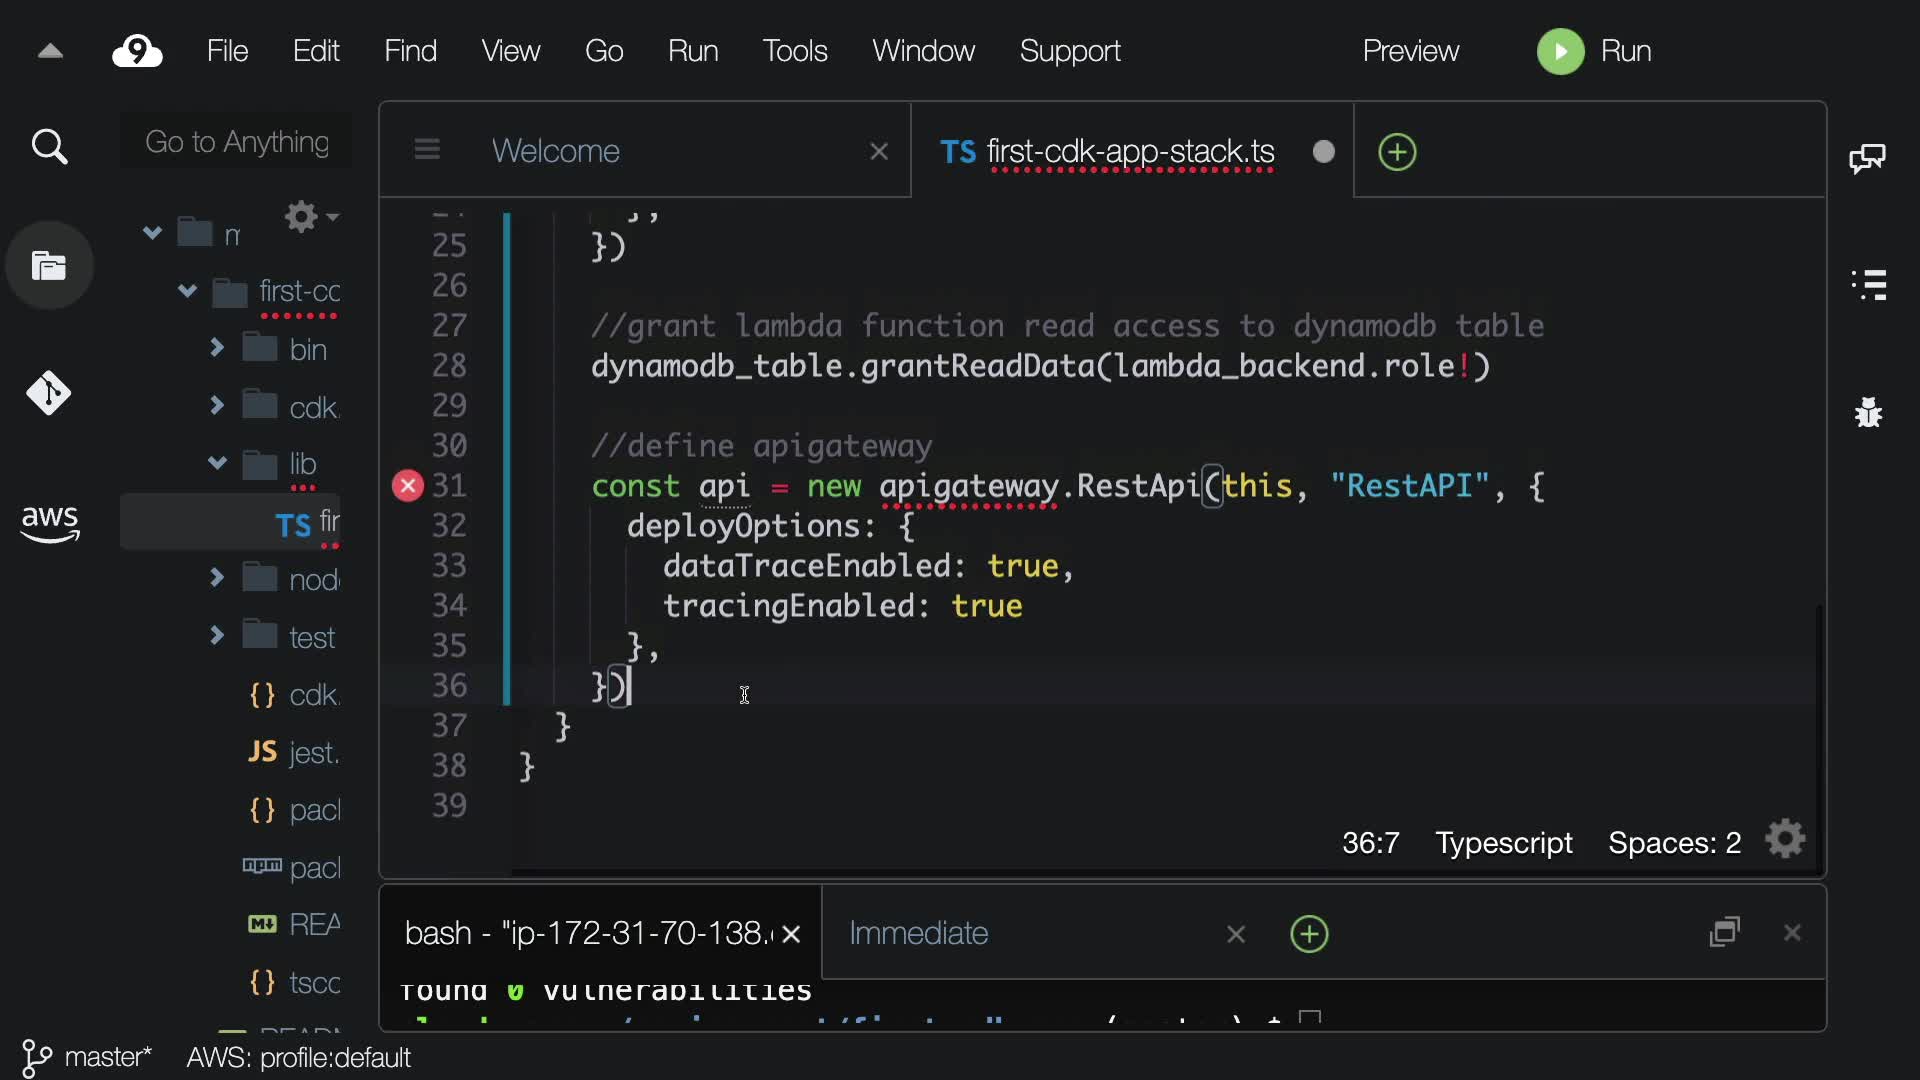 9 File Edit Find View Go Run Tools Window Support Preview Run
Go to Anything
Welcome
TS first-cdk-app-stack.ts
m
first-cc
bin
cdk.
lib
TS fir
node
test
{} cdk.
JS jest.
{} pacl
npm pacl
M↓ REA
{} tscc
aws
},
25 })
26
27 //grant lambda function read access to dynamodb table
28 dynamodb_table.grantReadData(lambda_backend.role!)
29
30 //define apigateway
31 const api = new apigateway.RestApi(this, "RestAPI", {
32 deployOptions: {
33 dataTraceEnabled: true,
34 tracingEnabled: true
35 },
36 })
37 }
38 }
39
36:7 Typescript Spaces: 2
bash - "ip-172-31-70-138.
Immediate
found 0 vulnerabilities
master* AWS: profile:default